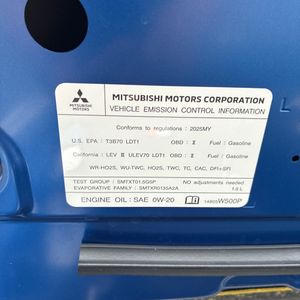 MITSUBISHI MOTORS
MITSUBISHI MOTORS CORPORATION
VEHICLE EMISSION CONTROL INFORMATION
Conforms to regulations : 2025MY
U.S. EPA : T3B70 LDT1 OBD : II Fuel : Gasoline
California : LEV III ULEV70 LDT1 OBD : II Fuel : Gasoline
WR-HO2S, WU-TWC, HO2S, TWC, TC, CAC, DFI+SFI
TEST GROUP : SMTXT01.5G5P No adjustments needed
EVAPORATIVE FAMILY : SMTXR0135A2A 1.5 L
ENGINE OIL: SAE 0W-20 14805W500P